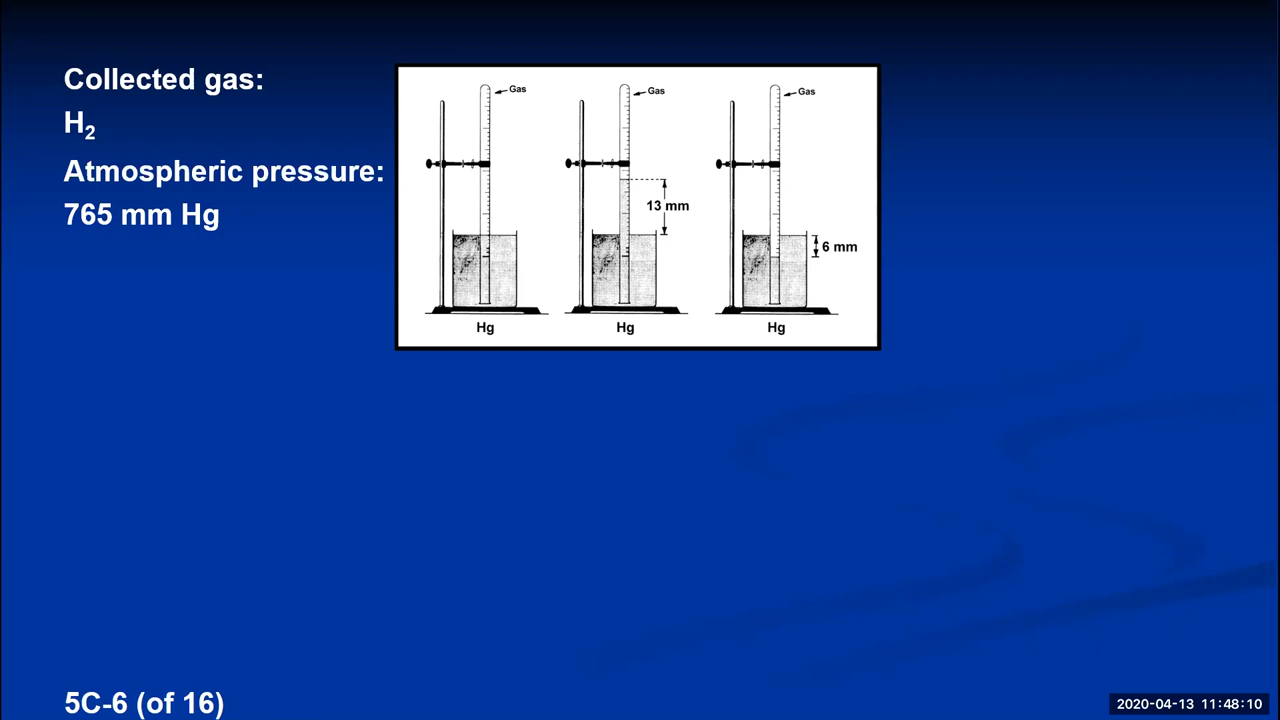 Collected gas:
H₂
Atmospheric pressure:
765 mm Hg
Gas
Gas
Gas
13 mm
6 mm
Hg
Hg
Hg
5C-6 (of 16)
2020-04-13 11:48:10